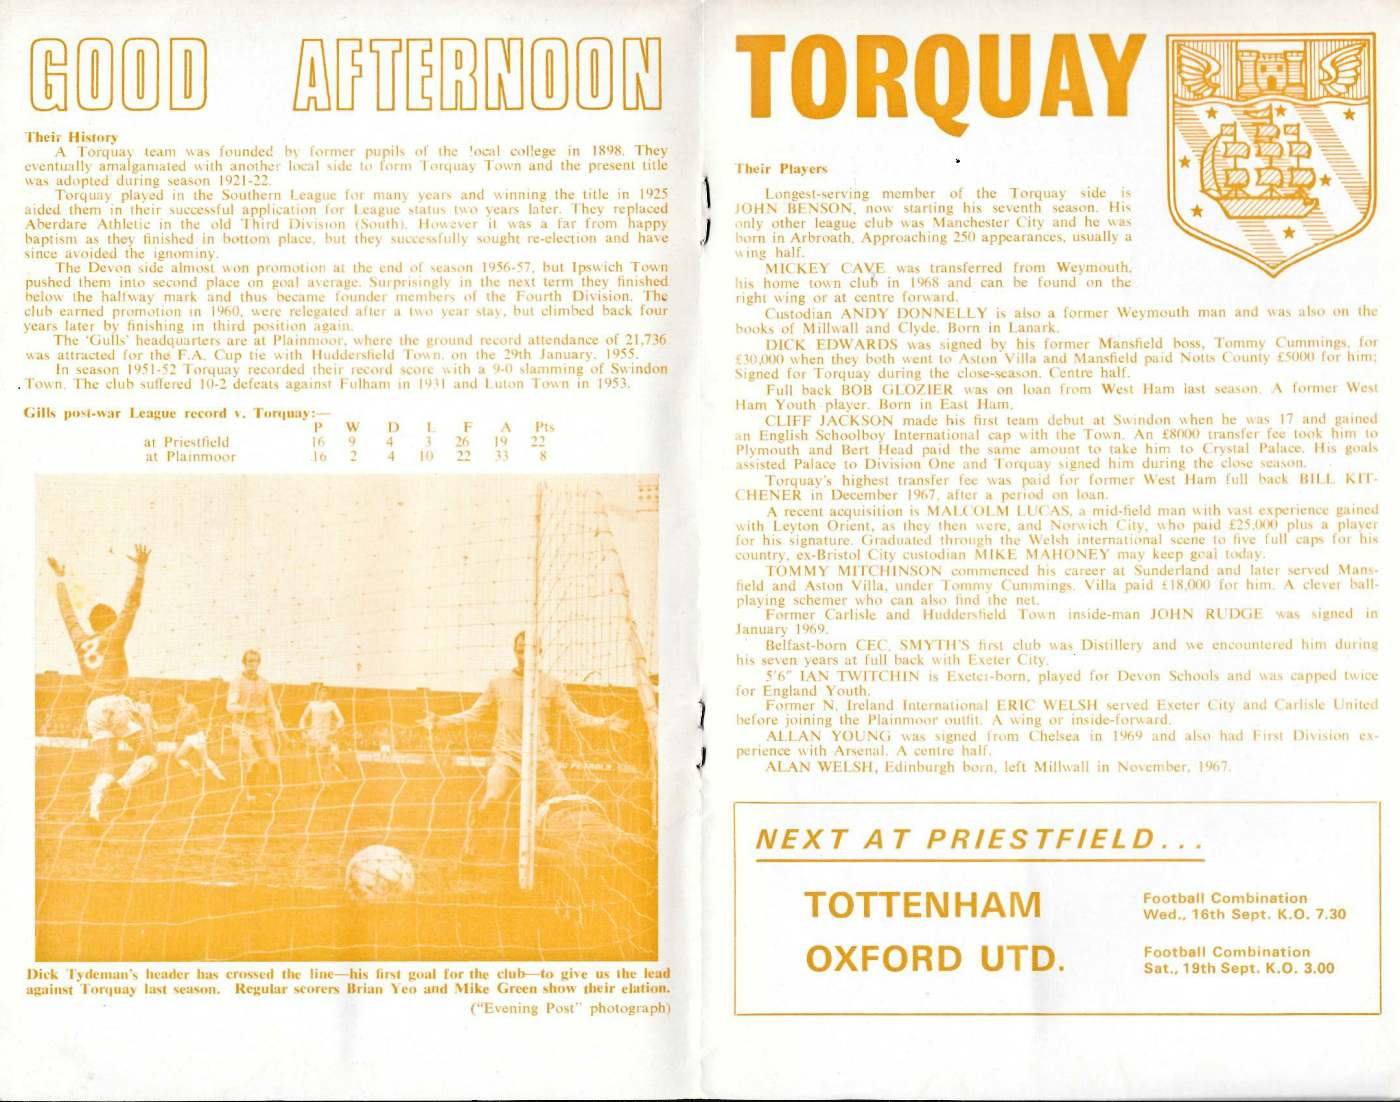 GOOD AFTERNOON
Their History
A Torquay team was founded by former pupils of the local college in 1898. They
eventually amalgamated with another local side to form Torquay Town and the present title
was adopted during season 1921-22.
Torquay played in the Southern League for many years and winning the title in 1925
aided them in their successful application for League status two years later. They replaced
Aberdare Athletic in the old Third Division (South). However it was a far from happy
baptism as they finished in bottom place, but they successfully sought re-election and have
since avoided the ignominy.
The Devon side almost won promotion at the end of season 1956-57, but Ipswich Town
pushed them into second place on goal average. Surprisingly in the next term they finished
below the halfway mark and thus became founder members of the Fourth Division. The
club earned promotion in 1960, were relegated after a two year stay, but climbed back four
years later by finishing in third position again.
The 'Gulls' headquarters are at Plainmoor, where the ground record attendance of 21,736
was attracted for the F.A. Cup tie with Huddersfield Town, on the 29th January, 1955.
In season 1951-52 Torquay recorded their record score with a 9-0 slamming of Swindon
Town. The club suffered 10-2 defeats against Fulham in 1931 and Luton Town in 1953.
Gills post-war League record v. Torquay:—
P W D L F A Pts
at Priestfield 16 9 4 3 26 19 22
at Plainmoor 16 2 4 10 22 33 8
8
Dick Tydeman's header has crossed the line—his first goal for the club—to give us the lead
against Torquay last season. Regular scorers Brian Yeo and Mike Green show their elation.
("Evening Post" photograph)
TORQUAY
Their Players
Longest-serving member of the Torquay side is
JOHN BENSON, now starting his seventh season. His
only other league club was Manchester City and he was
born in Arbroath. Approaching 250 appearances, usually a
wing half.
MICKEY CAVE was transferred from Weymouth,
his home town club in 1968 and can be found on the
right wing or at centre forward.
Custodian ANDY DONNELLY is also a former Weymouth man and was also on the
books of Millwall and Clyde. Born in Lanark.
DICK EDWARDS was signed by his former Mansfield boss, Tommy Cummings, for
£30,000 when they both went to Aston Villa and Mansfield paid Notts County £5000 for him;
Signed for Torquay during the close-season. Centre half.
Full back BOB GLOZIER was on loan from West Ham last season. A former West
Ham Youth player. Born in East Ham.
CLIFF JACKSON made his first team debut at Swindon when he was 17 and gained
an English Schoolboy International cap with the Town. An £8000 transfer fee took him to
Plymouth and Bert Head paid the same amount to take him to Crystal Palace. His goals
assisted Palace to Division One and Torquay signed him during the close season.
Torquay's highest transfer fee was paid for former West Ham full back BILL KIT-
CHENER in December 1967, after a period on loan.
A recent acquisition is MALCOLM LUCAS, a mid-field man with vast experience gained
with Leyton Orient, as they then were, and Norwich City, who paid £25,000 plus a player
for his signature. Graduated through the Welsh international scene to five full caps for his
country, ex-Bristol City custodian MIKE MAHONEY may keep goal today.
TOMMY MITCHINSON commenced his career at Sunderland and later served Mans-
field and Aston Villa, under Tommy Cummings. Villa paid £18,000 for him. A clever ball-
playing schemer who can also find the net.
Former Carlisle and Huddersfield Town inside-man JOHN RUDGE was signed in
January 1969.
Belfast-born CEC. SMYTH'S first club was Distillery and we encountered him during
his seven years at full back with Exeter City.
5'6" IAN TWITCHIN is Exeter-born, played for Devon Schools and was capped twice
for England Youth.
Former N. Ireland International ERIC WELSH served Exeter City and Carlisle United
before joining the Plainmoor outfit. A wing or inside-forward.
ALLAN YOUNG was signed from Chelsea in 1969 and also had First Division ex-
perience with Arsenal. A centre half.
ALAN WELSH, Edinburgh born, left Millwall in November, 1967.
NEXT AT PRIESTFIELD...
TOTTENHAM
Football Combination
Wed., 16th Sept. K.O. 7.30
OXFORD UTD.
Football Combination
Sat., 19th Sept. K.O. 3.00